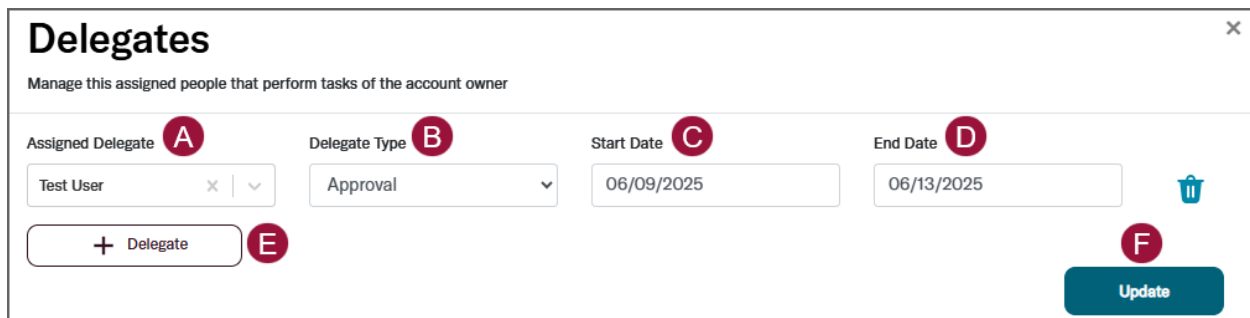 Delegates
×
Manage this assigned people that perform tasks of the account owner
Assigned Delegate A
Delegate Type B
Start Date C
End Date D
Test User
Approval
06/09/2025
06/13/2025
+ Delegate E
F
Update